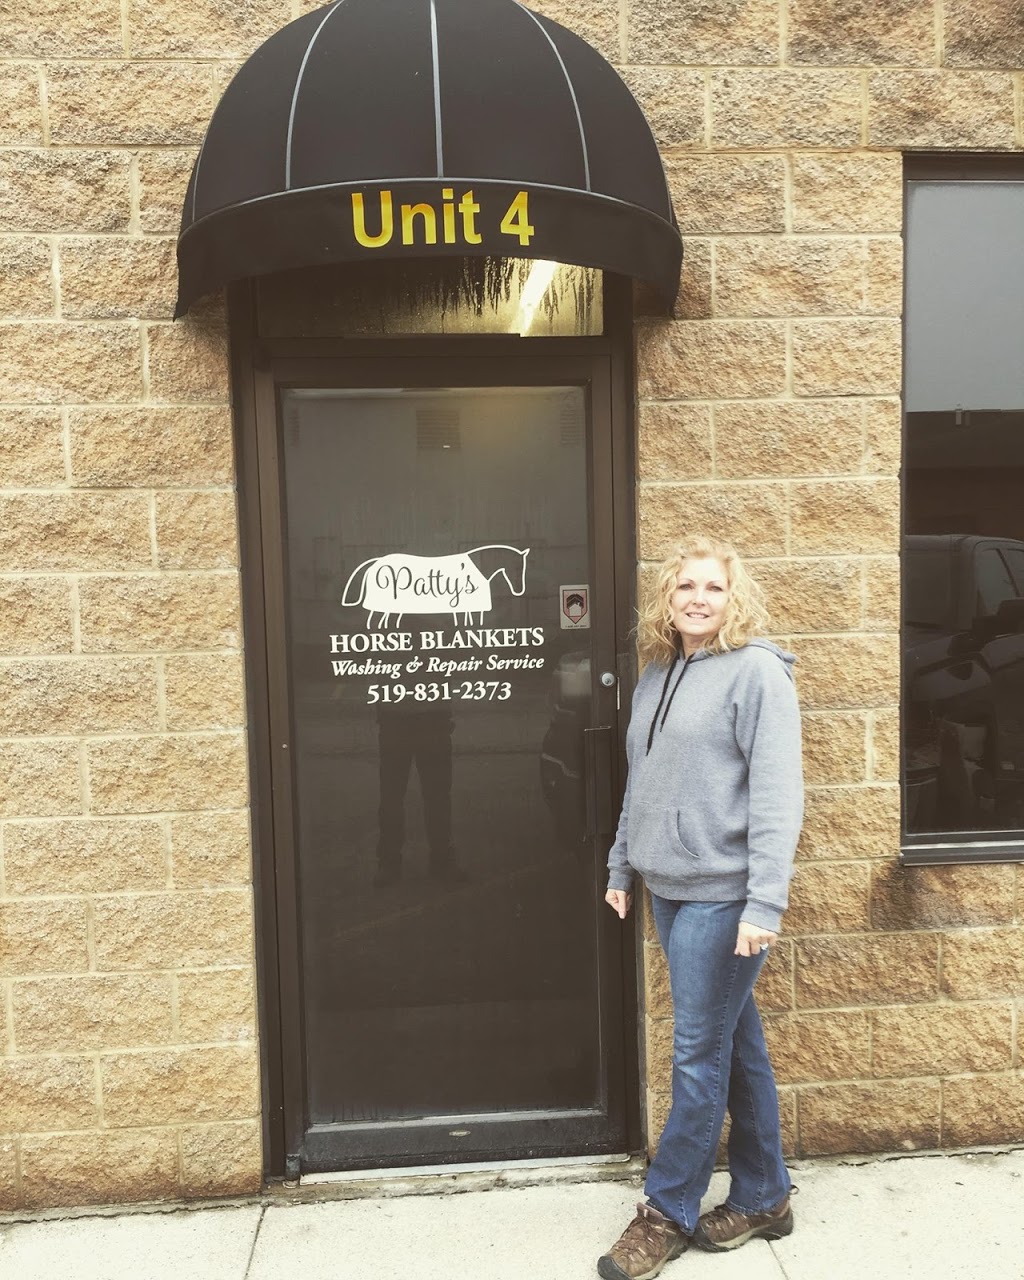 Unit 4
Patty's
HORSE BLANKETS
Washing & Repair Service
519-831-2373